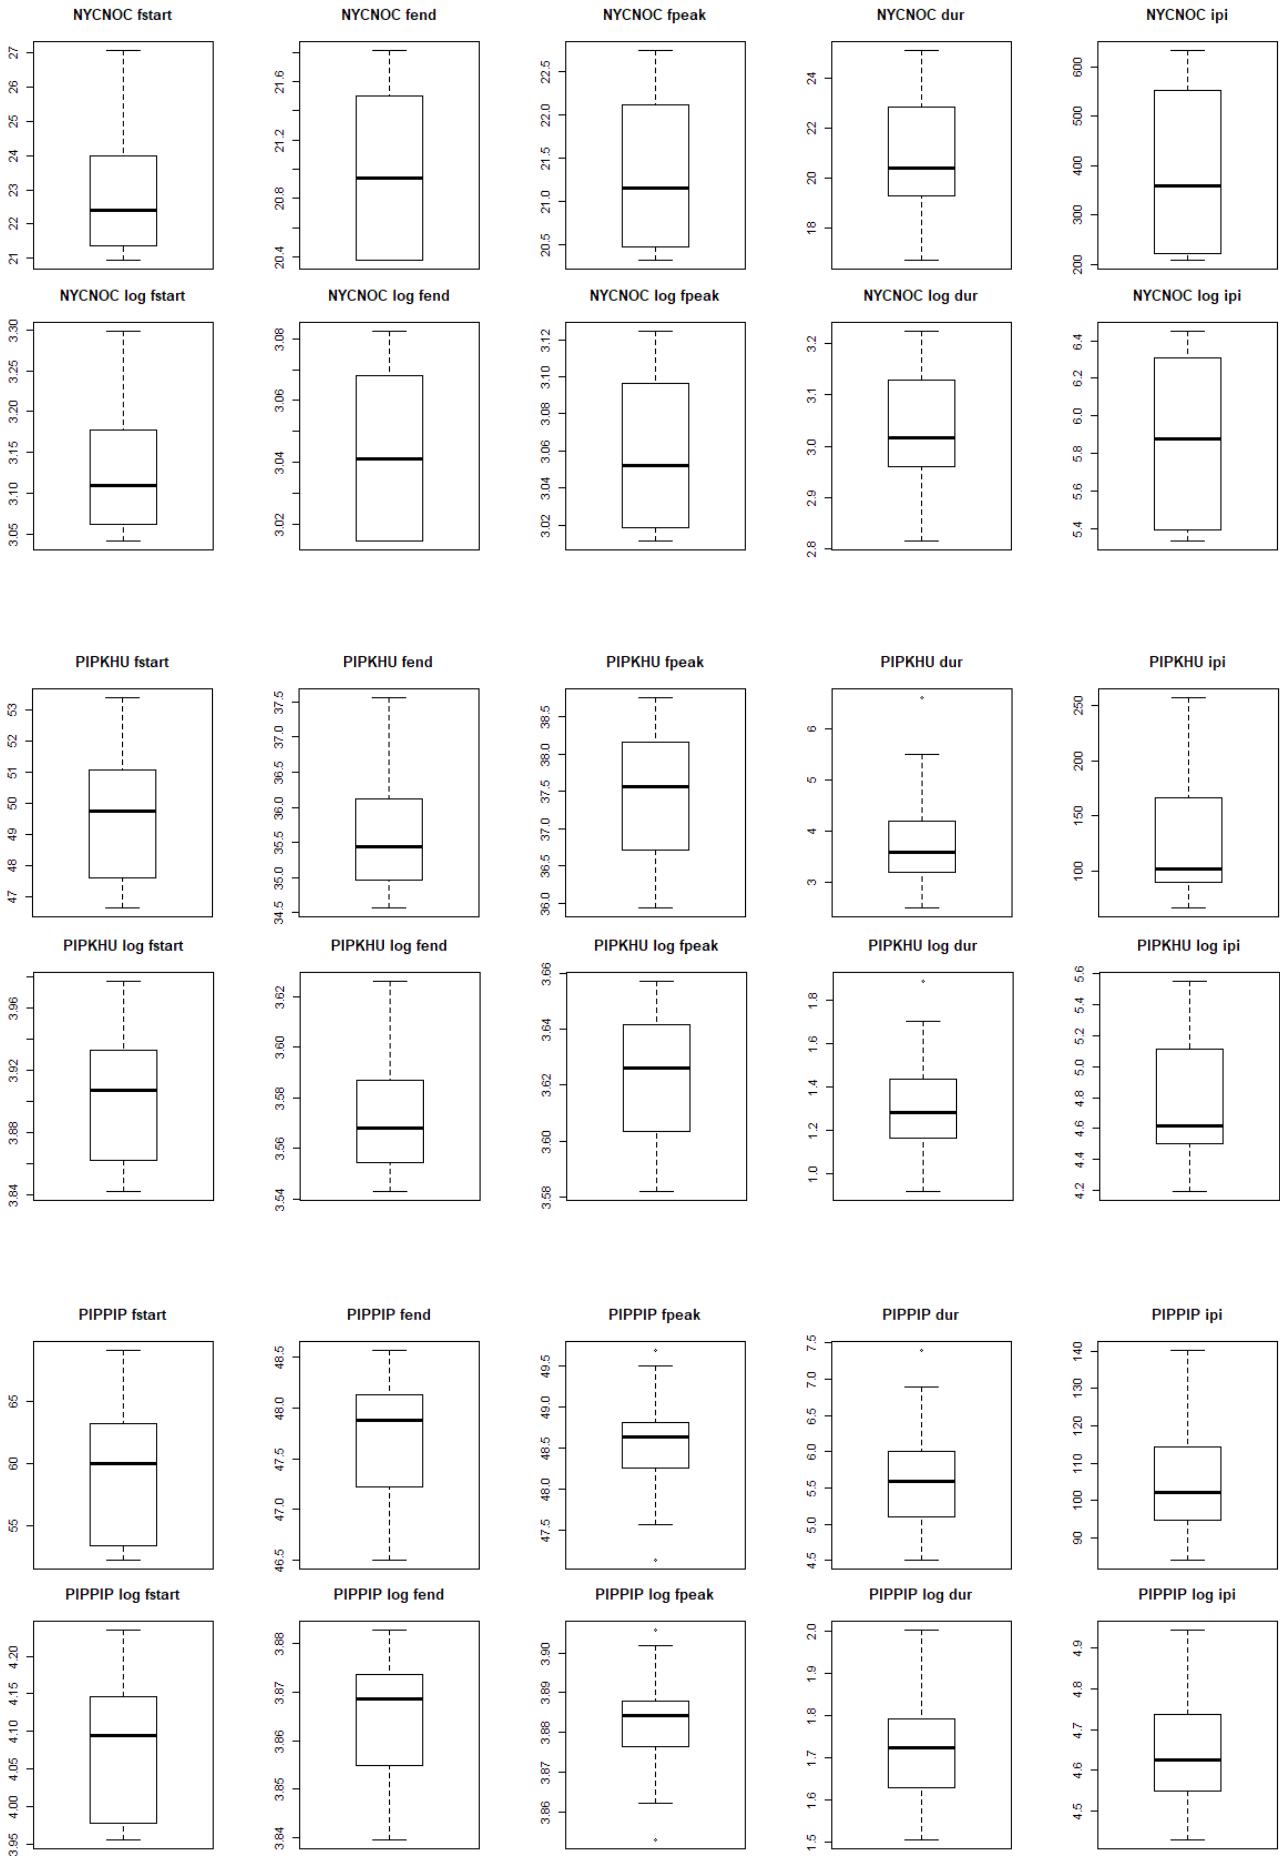 NYCNOC fstart NYCNOC fend NYCNOC fpeak NYCNOC dur NYCNOC ipi
27 26 25 24 23 22 21
21.6 21.2 20.8 20.4
22.5 22.0 21.5 21.0 20.5
24 22 20 18
600 500 400 300 200
NYCNOC log fstart NYCNOC log fend NYCNOC log fpeak NYCNOC log dur NYCNOC log ipi
3.30 3.25 3.20 3.15 3.10 3.05
3.08 3.06 3.04 3.02
3.12 3.10 3.08 3.06 3.04 3.02
3.2 3.1 3.0 2.9 2.8
6.4 6.2 6.0 5.8 5.6 5.4
PIPKHU fstart PIPKHU fend PIPKHU fpeak PIPKHU dur PIPKHU ipi
53 52 51 50 49 48 47
37.5 37.0 36.5 36.0 35.5 35.0 34.5
38.5 38.0 37.5 37.0 36.5 36.0
6 5 4 3
250 200 150 100
PIPKHU log fstart PIPKHU log fend PIPKHU log fpeak PIPKHU log dur PIPKHU log ipi
3.96 3.92 3.88 3.84
3.62 3.60 3.58 3.56 3.54
3.66 3.64 3.62 3.60 3.58
1.8 1.6 1.4 1.2 1.0
5.6 5.4 5.2 5.0 4.8 4.6 4.4 4.2
PIPPIP fstart PIPPIP fend PIPPIP fpeak PIPPIP dur PIPPIP ipi
65 60 55
48.5 48.0 47.5 47.0 46.5
49.5 49.0 48.5 48.0 47.5
7.5 7.0 6.5 6.0 5.5 5.0 4.5
140 130 120 110 100 90
PIPPIP log fstart PIPPIP log fend PIPPIP log fpeak PIPPIP log dur PIPPIP log ipi
4.20 4.15 4.10 4.05 4.00 3.95
3.88 3.87 3.86 3.85 3.84
3.90 3.89 3.88 3.87 3.86
2.0 1.9 1.8 1.7 1.6 1.5
4.9 4.8 4.7 4.6 4.5